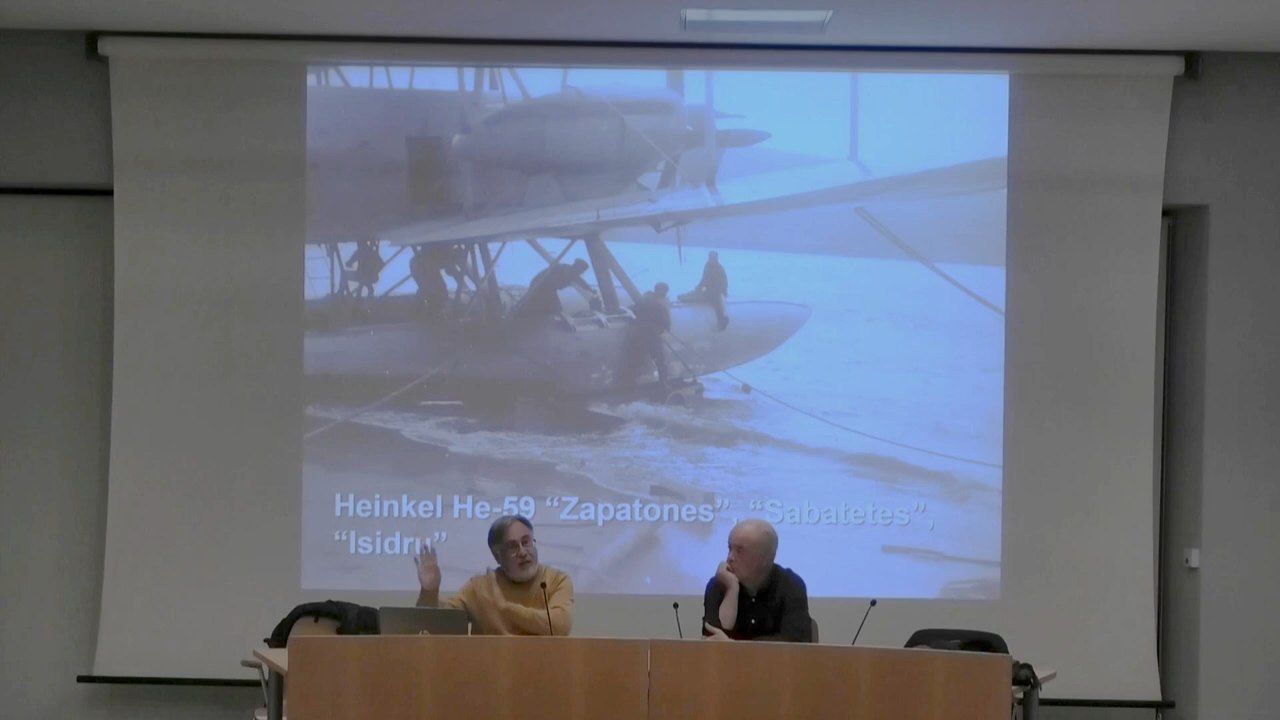 Heinkel He-59 “Zapatones”, “Sabatetes”,
“Isidru”